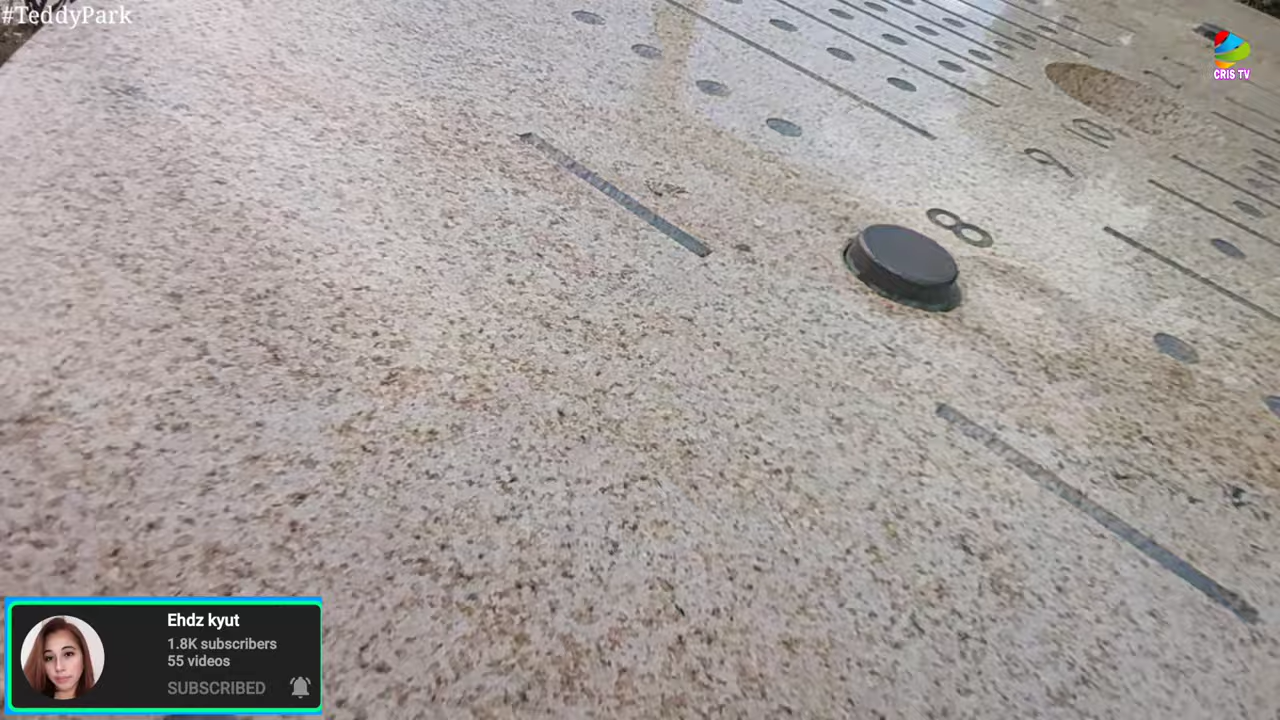 #TeddyPark
CRIS TV
10
9
8
Ehdz kyut
1.8K subscribers
55 videos
SUBSCRIBED